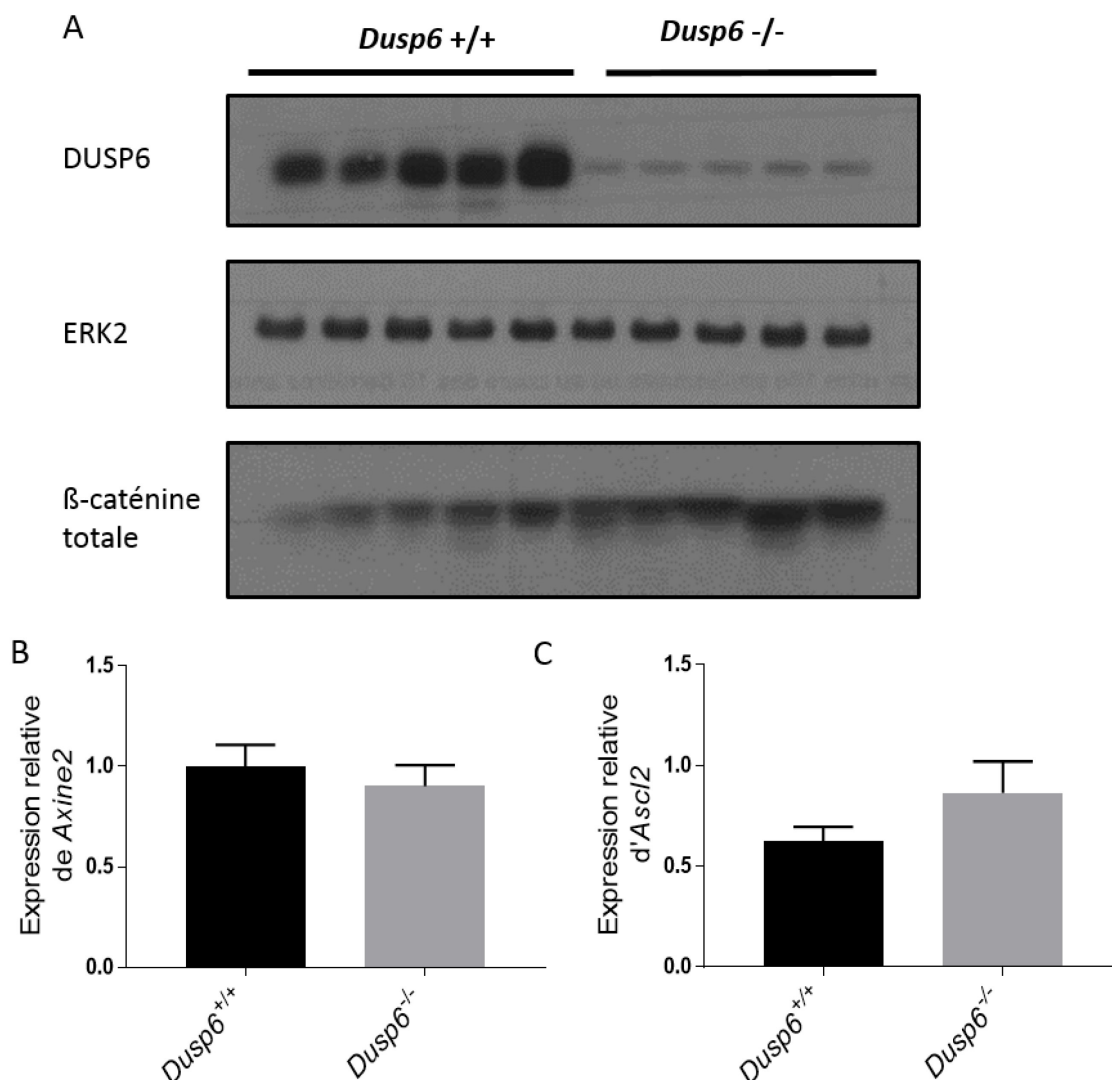 A
Dusp6 +/+
Dusp6 -/-
DUSP6
ERK2
ß-caténine
totale
B
Expression relative
de Axine2
1.5
1.0
0.5
0.0
Dusp6+/+
Dusp6-/-
C
Expression relative
d'Ascl2
1.5
1.0
0.5
0.0
Dusp6+/+
Dusp6-/-